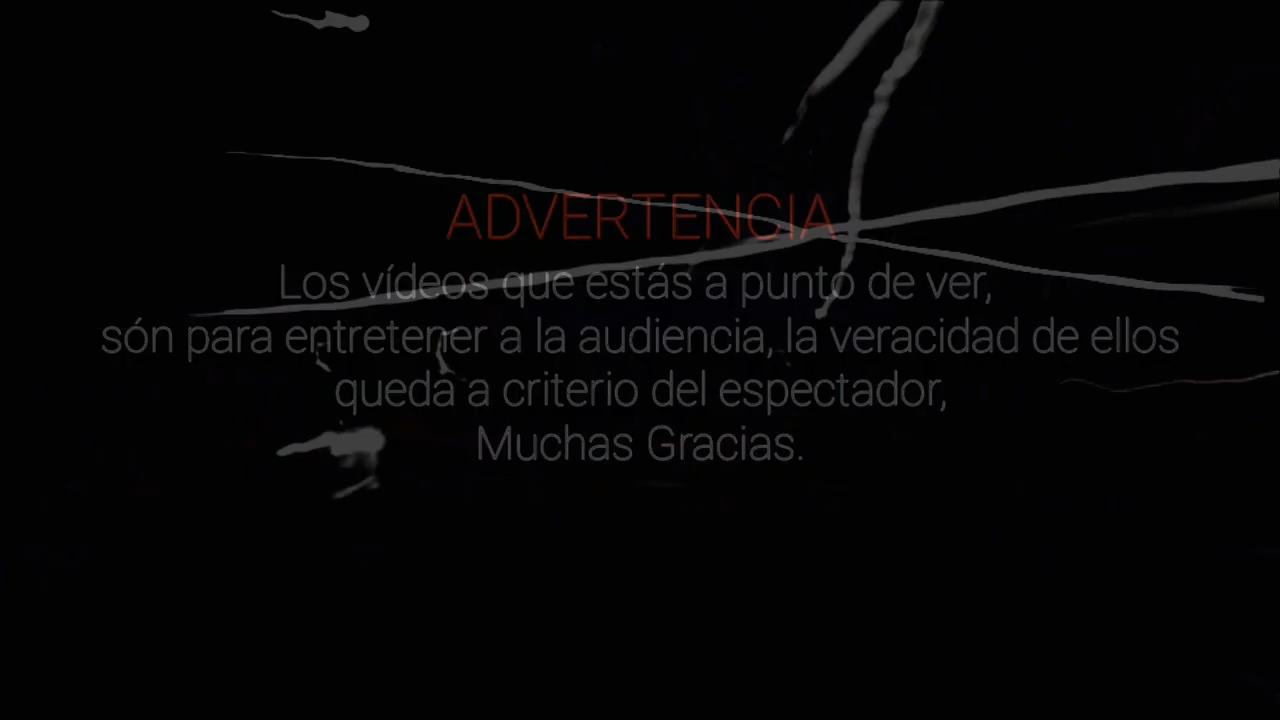 ADVERTENCIA
Los vídeos que estás a punto de ver,
són para entretener a la audiencia, la veracidad de ellos
queda a criterio del espectador,
Muchas Gracias.